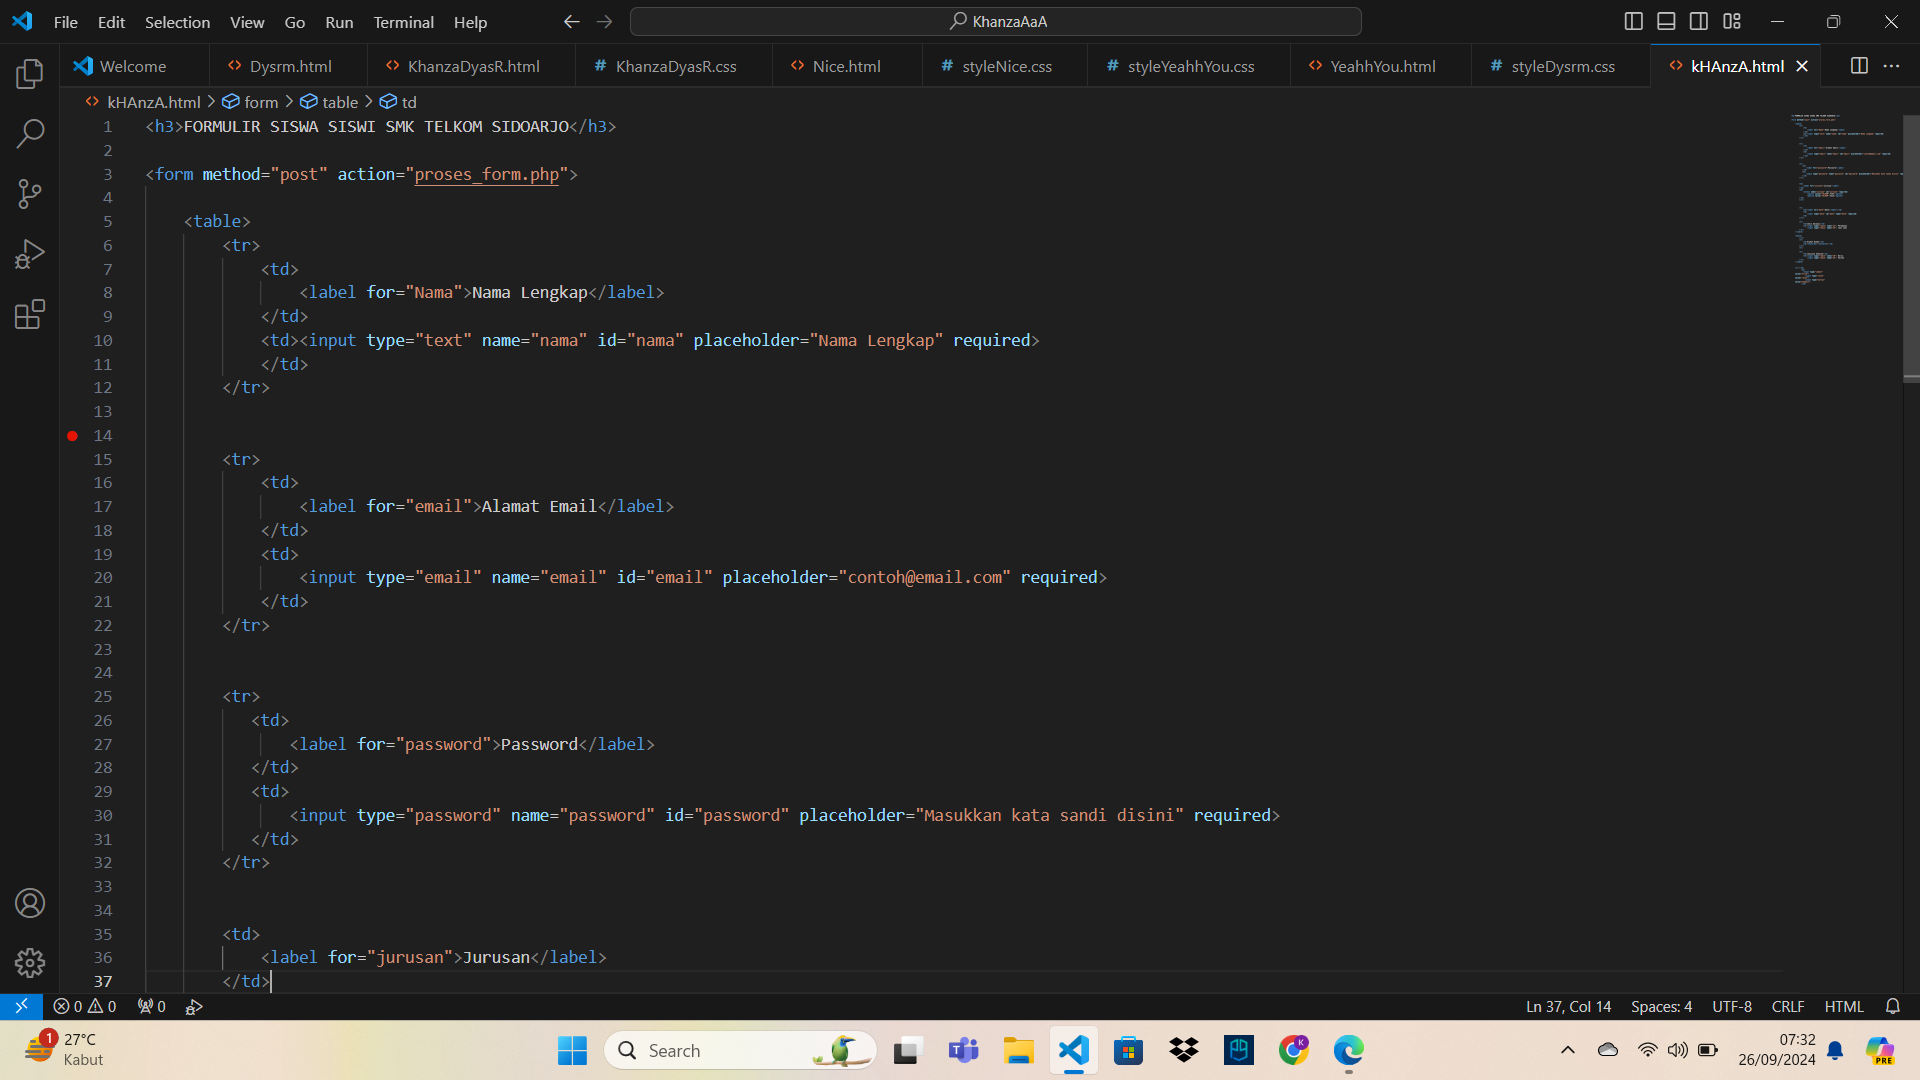 File Edit Selection View Go Run Terminal Help KhanzaAaA
Welcome Dysrm.html KhanzaDyasR.html KhanzaDyasR.css Nice.html styleNice.css styleYeahhYou.css YeahhYou.html styleDysrm.css kHAnzA.html
kHAnzA.html > form > table > td
1 <h3>FORMULIR SISWA SISWI SMK TELKOM SIDOARJO</h3>
2
3 <form method="post" action="proses_form.php">
4
5 <table>
6 <tr>
7 <td>
8 <label for="Nama">Nama Lengkap</label>
9 </td>
10 <td><input type="text" name="nama" id="nama" placeholder="Nama Lengkap" required>
11 </td>
12 </tr>
13
14
15 <tr>
16 <td>
17 <label for="email">Alamat Email</label>
18 </td>
19 <td>
20 <input type="email" name="email" id="email" placeholder="contoh@email.com" required>
21 </td>
22 </tr>
23
24
25 <tr>
26 <td>
27 <label for="password">Password</label>
28 </td>
29 <td>
30 <input type="password" name="password" id="password" placeholder="Masukkan kata sandi disini" required>
31 </td>
32 </tr>
33
34
35 <td>
36 <label for="jurusan">Jurusan</label>
37 </td>
0 0 0 Ln 37, Col 14 Spaces: 4 UTF-8 CRLF HTML
1 27°C
Kabut
Search
K
07:32
26/09/2024
PRE